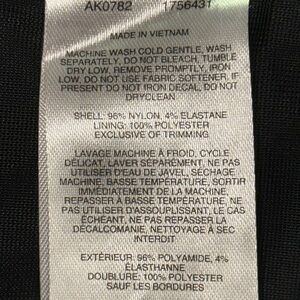 AK0782 1756431
MADE IN VIETNAM
MACHINE WASH COLD GENTLE, WASH
SEPARATELY, DO NOT BLEACH, TUMBLE
DRY LOW, REMOVE PROMPTLY, IRON
LOW, DO NOT USE FABRIC SOFTENER, IF
PRESENT DO NOT IRON DECAL, DO NOT
DRYCLEAN
SHELL: 96% NYLON, 4% ELASTANE
LINING: 100% POLYESTER
EXCLUSIVE OF TRIMMING
LAVAGE MACHINE À FROID, CYCLE
DÉLICAT, LAVER SÉPARÉMENT, NE PAS
UTILISER D'EAU DE JAVEL, SÉCHAGE
MACHINE, BASSE TEMPÉRATURE, SORTIR
IMMÉDIATEMENT DE LA MACHINE
REPASSER À BASSE TEMPÉRATURE, NE
PAS UTILISER D'ASSOUPLISSANT, LE CAS
ÉCHÉANT, NE PAS REPASSER LA
DÉCALCOMANIE, NETTOYAGE À SEC
INTERDIT
EXTÉRIEUR: 96% POLYAMIDE, 4%
ÉLASTHANNE
DOUBLURE: 100% POLYESTER
SAUF LES BORDURES